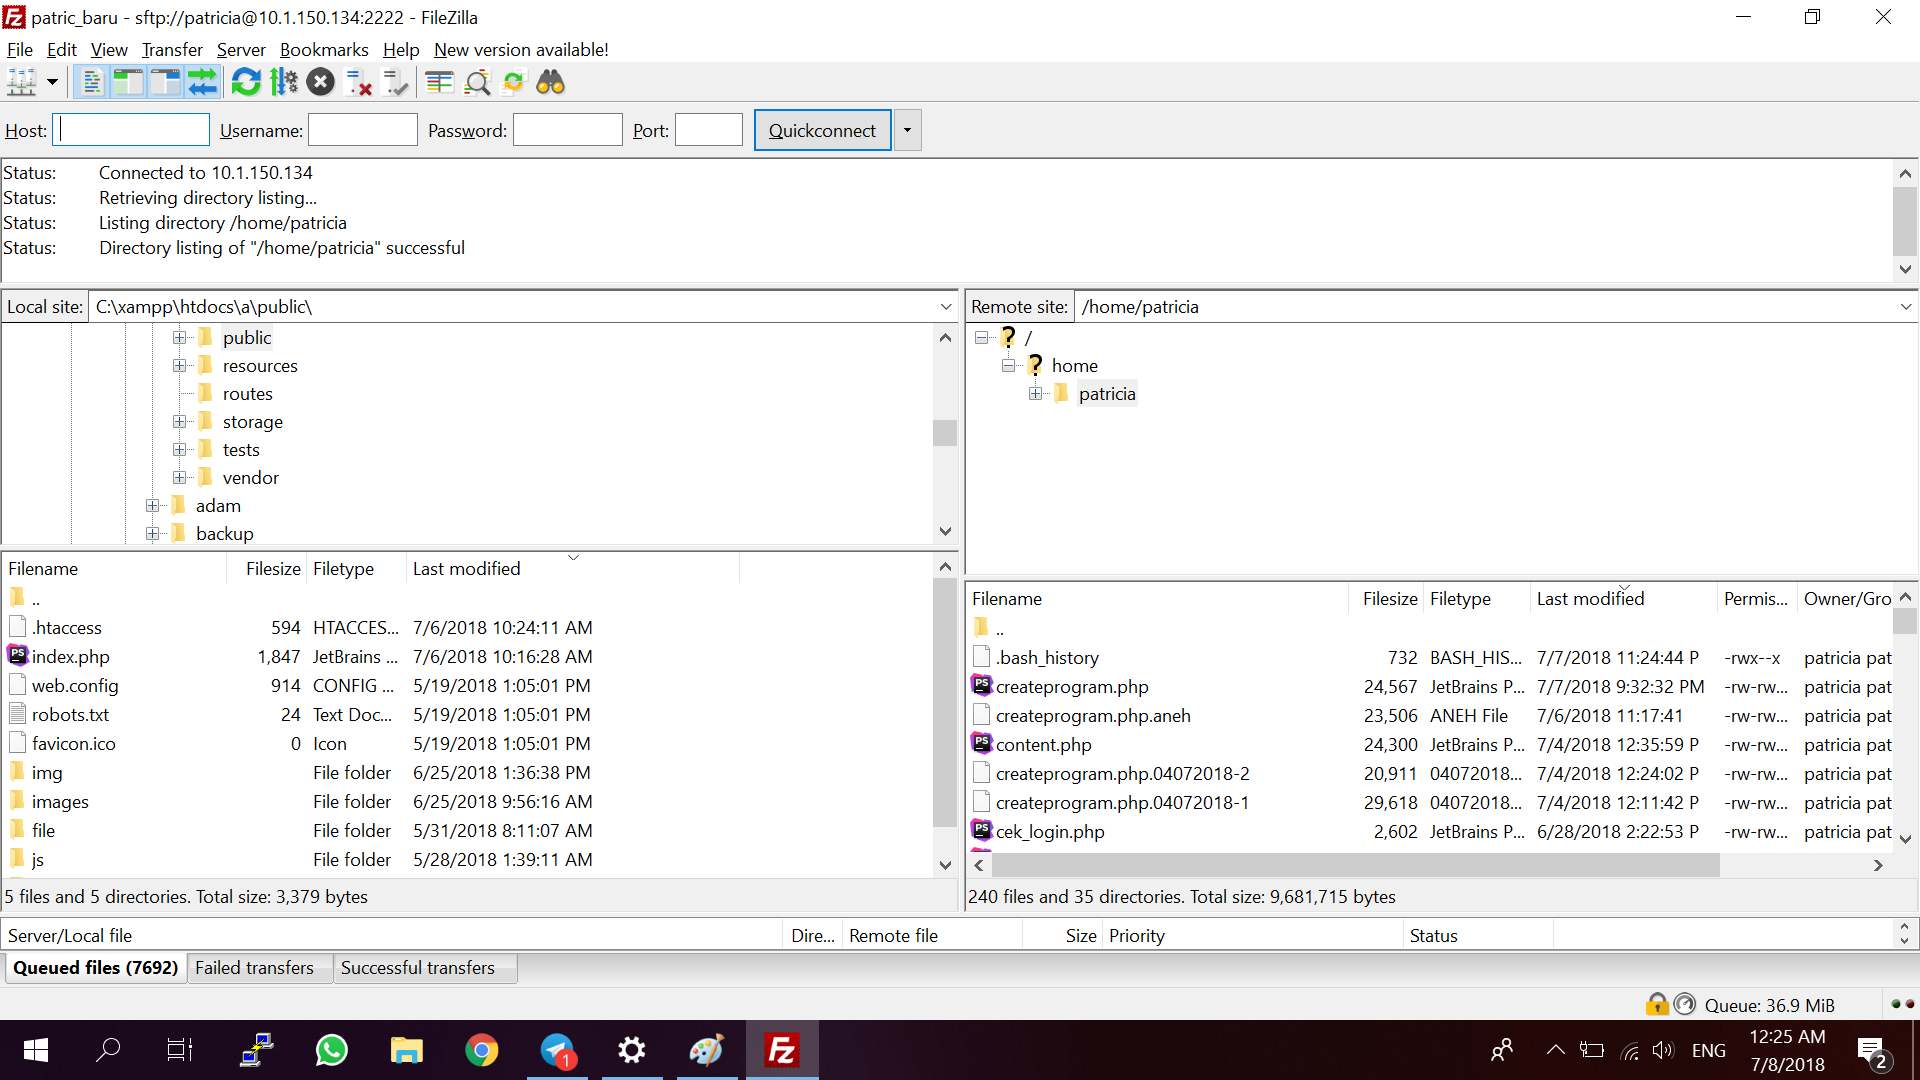 patric_baru - sftp://patricia@10.1.150.134:2222 - FileZilla
File Edit View Transfer Server Bookmarks Help New version available!
Host: Username: Password: Port: Quickconnect
Status: Connected to 10.1.150.134
Status: Retrieving directory listing...
Status: Listing directory /home/patricia
Status: Directory listing of "/home/patricia" successful
Local site: C:\xampp\htdocs\a\public\
public
resources
routes
storage
tests
vendor
adam
backup
Filename Filesize Filetype Last modified
..
.htaccess 594 HTACCES... 7/6/2018 10:24:11 AM
index.php 1,847 JetBrains ... 7/6/2018 10:16:28 AM
web.config 914 CONFIG ... 5/19/2018 1:05:01 PM
robots.txt 24 Text Doc... 5/19/2018 1:05:01 PM
favicon.ico 0 Icon 5/19/2018 1:05:01 PM
img File folder 6/25/2018 1:36:38 PM
images File folder 6/25/2018 9:56:16 AM
file File folder 5/31/2018 8:11:07 AM
js File folder 5/28/2018 1:39:11 AM
5 files and 5 directories. Total size: 3,379 bytes
Remote site: /home/patricia
/
home
patricia
Filename Filesize Filetype Last modified Permis... Owner/Gro
..
.bash_history 732 BASH_HIS... 7/7/2018 11:24:44 P -rwx--x patricia pat
createprogram.php 24,567 JetBrains P... 7/7/2018 9:32:32 PM -rw-rw... patricia pat
createprogram.php.aneh 23,506 ANEH File 7/6/2018 11:17:41 -rw-rw... patricia pat
content.php 24,300 JetBrains P... 7/4/2018 12:35:59 P -rw-rw... patricia pat
createprogram.php.04072018-2 20,911 04072018... 7/4/2018 12:24:02 P -rw-rw... patricia pat
createprogram.php.04072018-1 29,618 04072018... 7/4/2018 12:11:42 P -rw-rw... patricia pat
cek_login.php 2,602 JetBrains P... 6/28/2018 2:22:53 P -rw-rw... patricia pat
240 files and 35 directories. Total size: 9,681,715 bytes
Server/Local file Dire... Remote file Size Priority Status
Queued files (7692) Failed transfers Successful transfers
Queue: 36.9 MiB
1
ENG
12:25 AM
7/8/2018
2